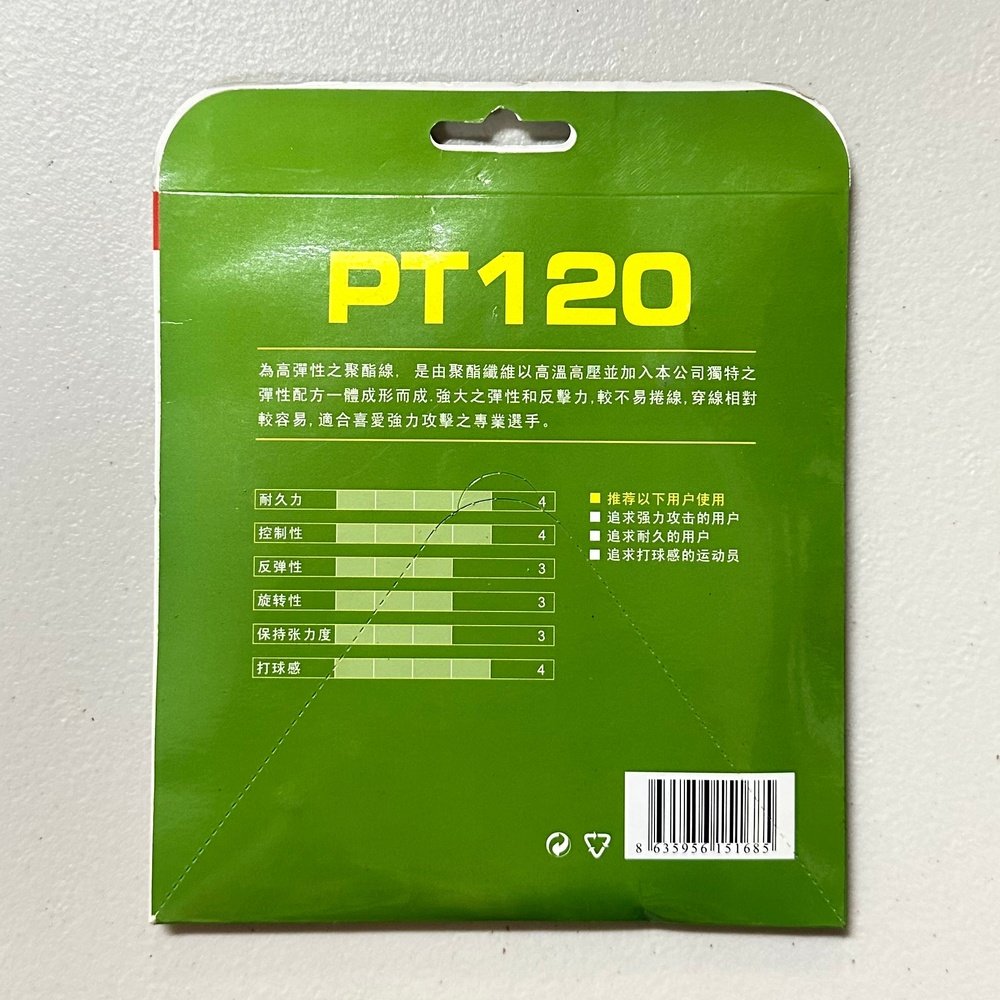 PT120
為高彈性之聚酯線, 是由聚酯纖維以高溫高壓並加入本公司獨特之
彈性配方一體成形而成.強大之彈性和反擊力,較不易捲線,穿線相對
較容易,適合喜愛強力攻擊之專業選手。
耐久力 4
控制性 4
反弹性 3
旋转性 3
保持张力度 3
打球感 4
推荐以下用户使用
追求强力攻击的用户
追求耐久的用户
追求打球感的运动员
8 635956 151685